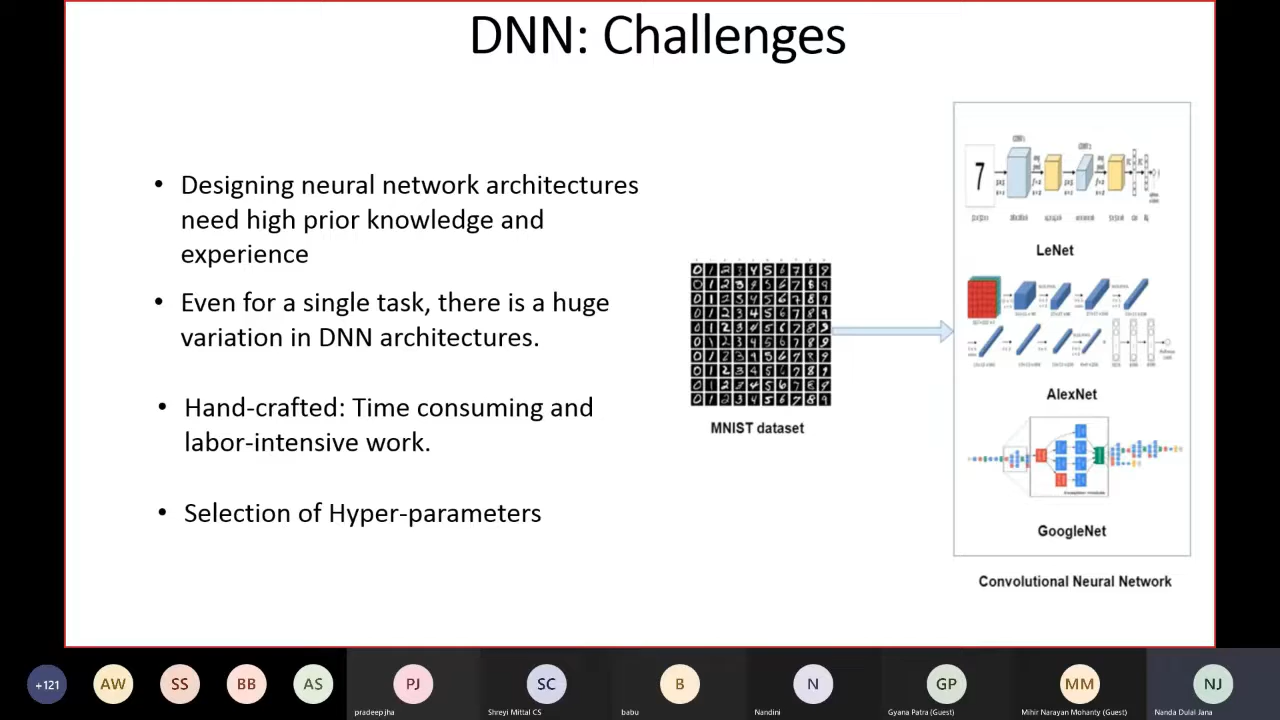 DNN: Challenges
• Designing neural network architectures
need high prior knowledge and
experience
• Even for a single task, there is a huge
variation in DNN architectures.
• Hand-crafted: Time consuming and
labor-intensive work.
• Selection of Hyper-parameters
MNIST dataset
7
LeNet
AlexNet
GoogleNet
Convolutional Neural Network
+121
AW
SS
BB
AS
PJ
pradeep jha
SC
Shreyi Mittal CS
B
babu
N
Nandini
GP
Gyana Patra (Guest)
MM
Mihir Narayan Mohanty (Guest)
NJ
Nanda Dulal Jana